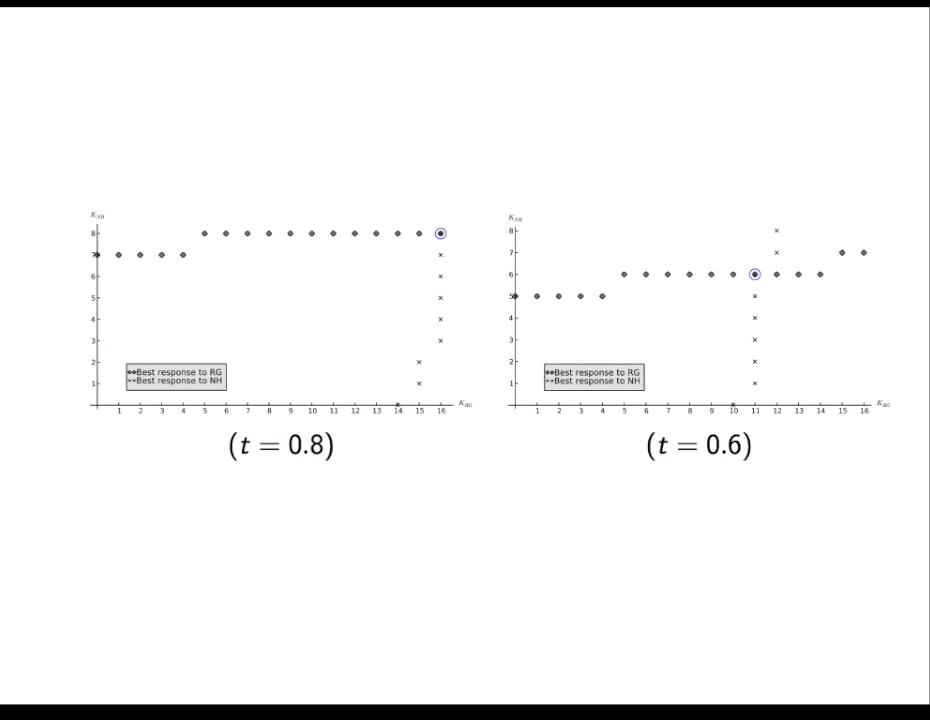 K_NH
8
7
6
5
4
3
2
1
Best response to RG
Best response to NH
1 2 3 4 5 6 7 8 9 10 11 12 13 14 15 16
K_RG
(t = 0.8)
K_NH
8
7
6
5
4
3
2
1
Best response to RG
Best response to NH
1 2 3 4 5 6 7 8 9 10 11 12 13 14 15 16
K_RG
(t = 0.6)